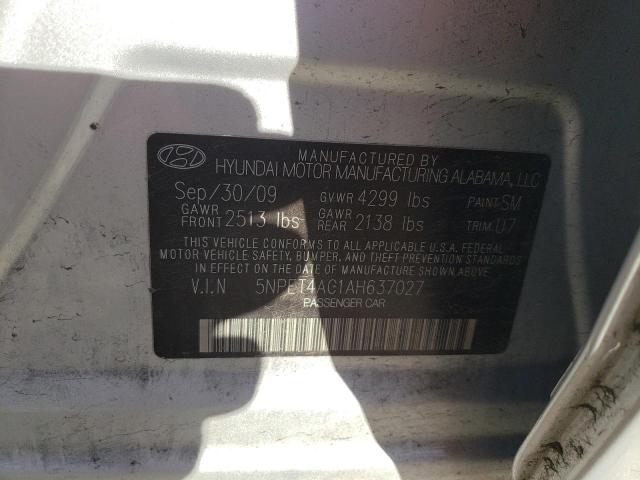 MANUFACTURED BY
HYUNDAI MOTOR MANUFACTURING ALABAMA, LLC
Sep/30/09 GVWR 4299 lbs PAINT SM
GAWR FRONT 2513 lbs GAWR REAR 2138 lbs TRIM U7
THIS VEHICLE CONFORMS TO ALL APPLICABLE U.S.A. FEDERAL
MOTOR VEHICLE SAFETY, BUMPER, AND THEFT PREVENTION
STANDARDS IN EFFECT ON THE DATE OF MANUFACTURE SHOWN ABOVE.
V.I.N 5NPET4AG1AH637027
PASSENGER CAR